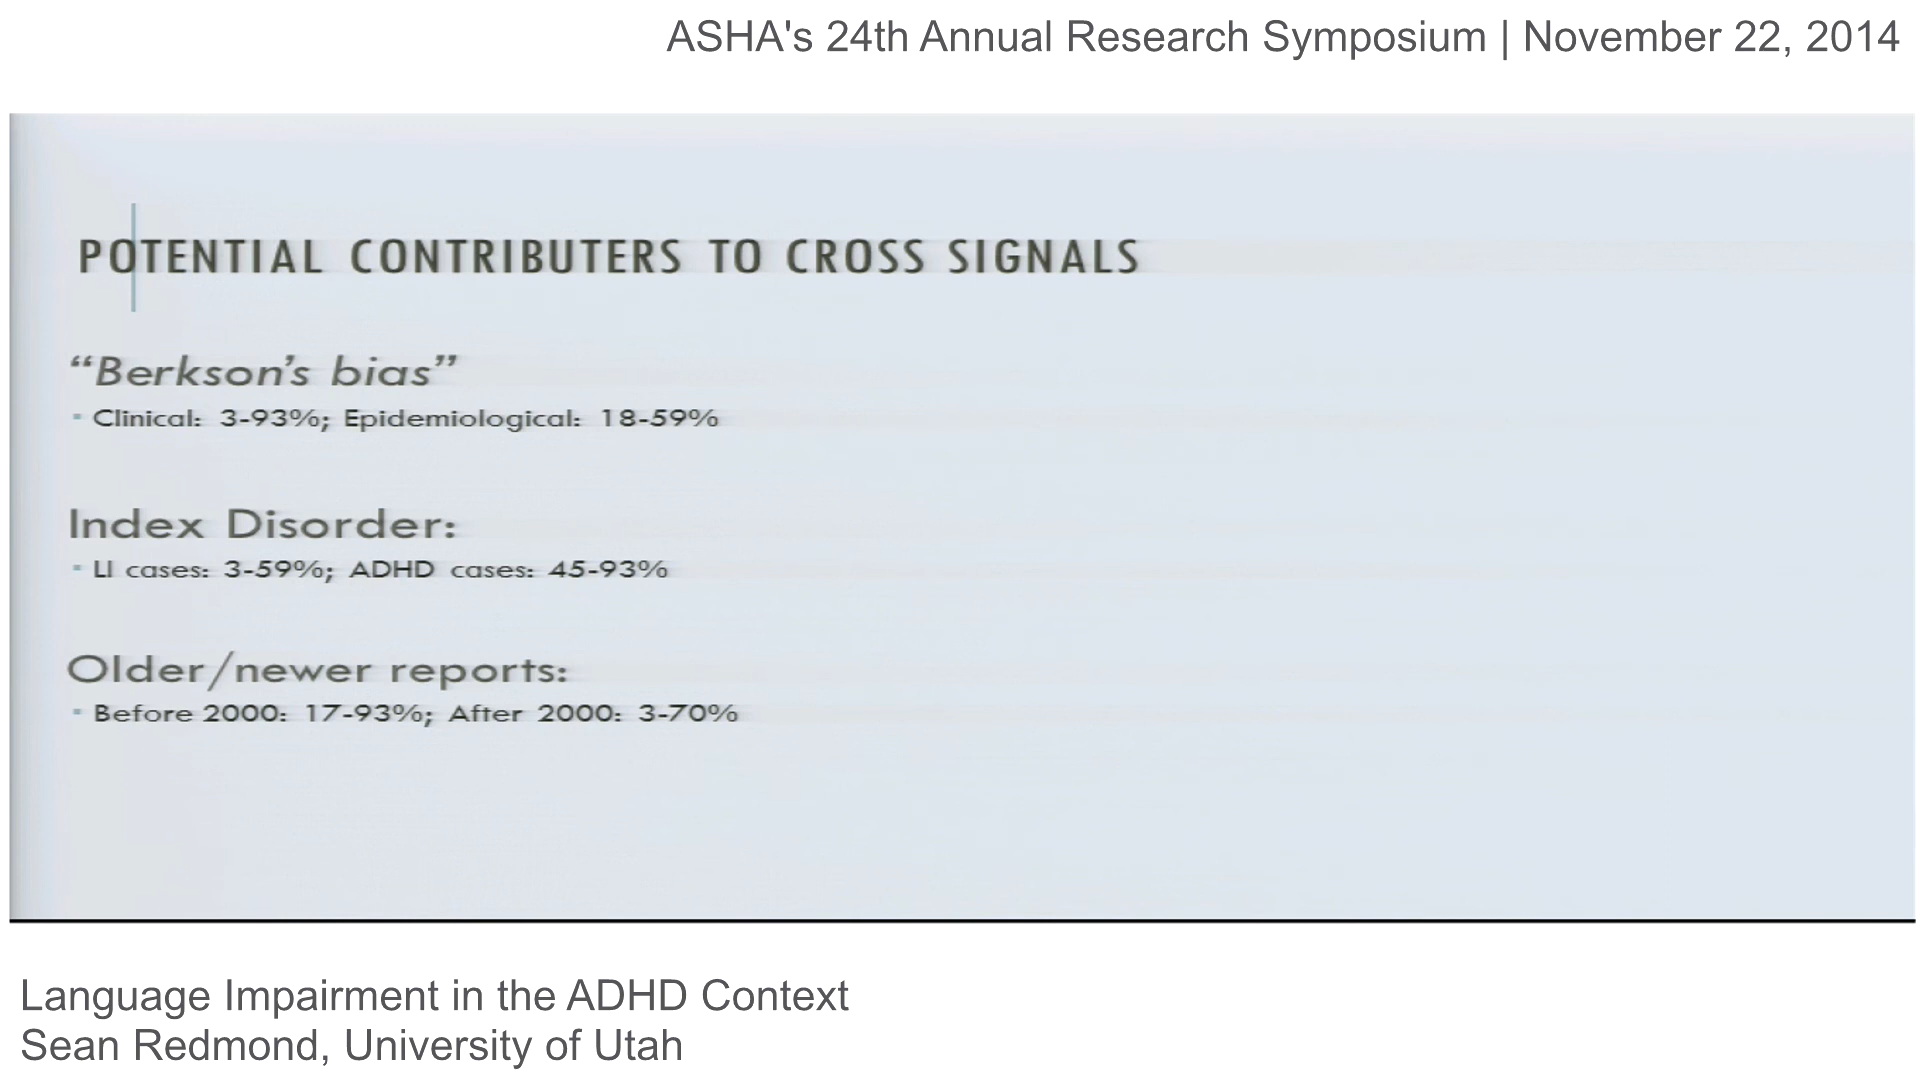 ASHA's 24th Annual Research Symposium | November 22, 2014
POTENTIAL CONTRIBUTERS TO CROSS SIGNALS
“Berkson’s bias”
▪ Clinical: 3-93%; Epidemiological: 18-59%
Index Disorder:
▪ LI cases: 3-59%; ADHD cases: 45-93%
Older/newer reports:
▪ Before 2000: 17-93%; After 2000: 3-70%
Language Impairment in the ADHD Context
Sean Redmond, University of Utah